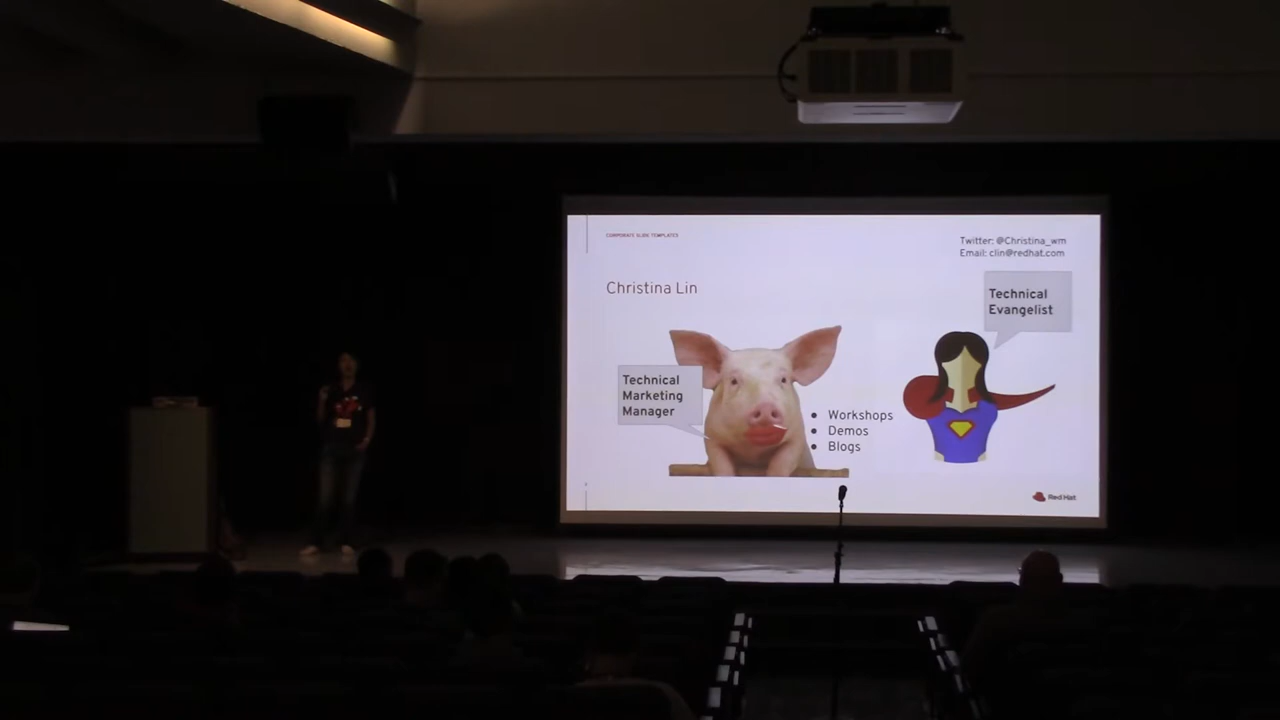 CORPORATE SLIDE TEMPLATES
Twitter: @Christina_wm
Email: clin@redhat.com
Christina Lin
Technical
Evangelist
Technical
Marketing
Manager
• Workshops
• Demos
• Blogs
Red Hat